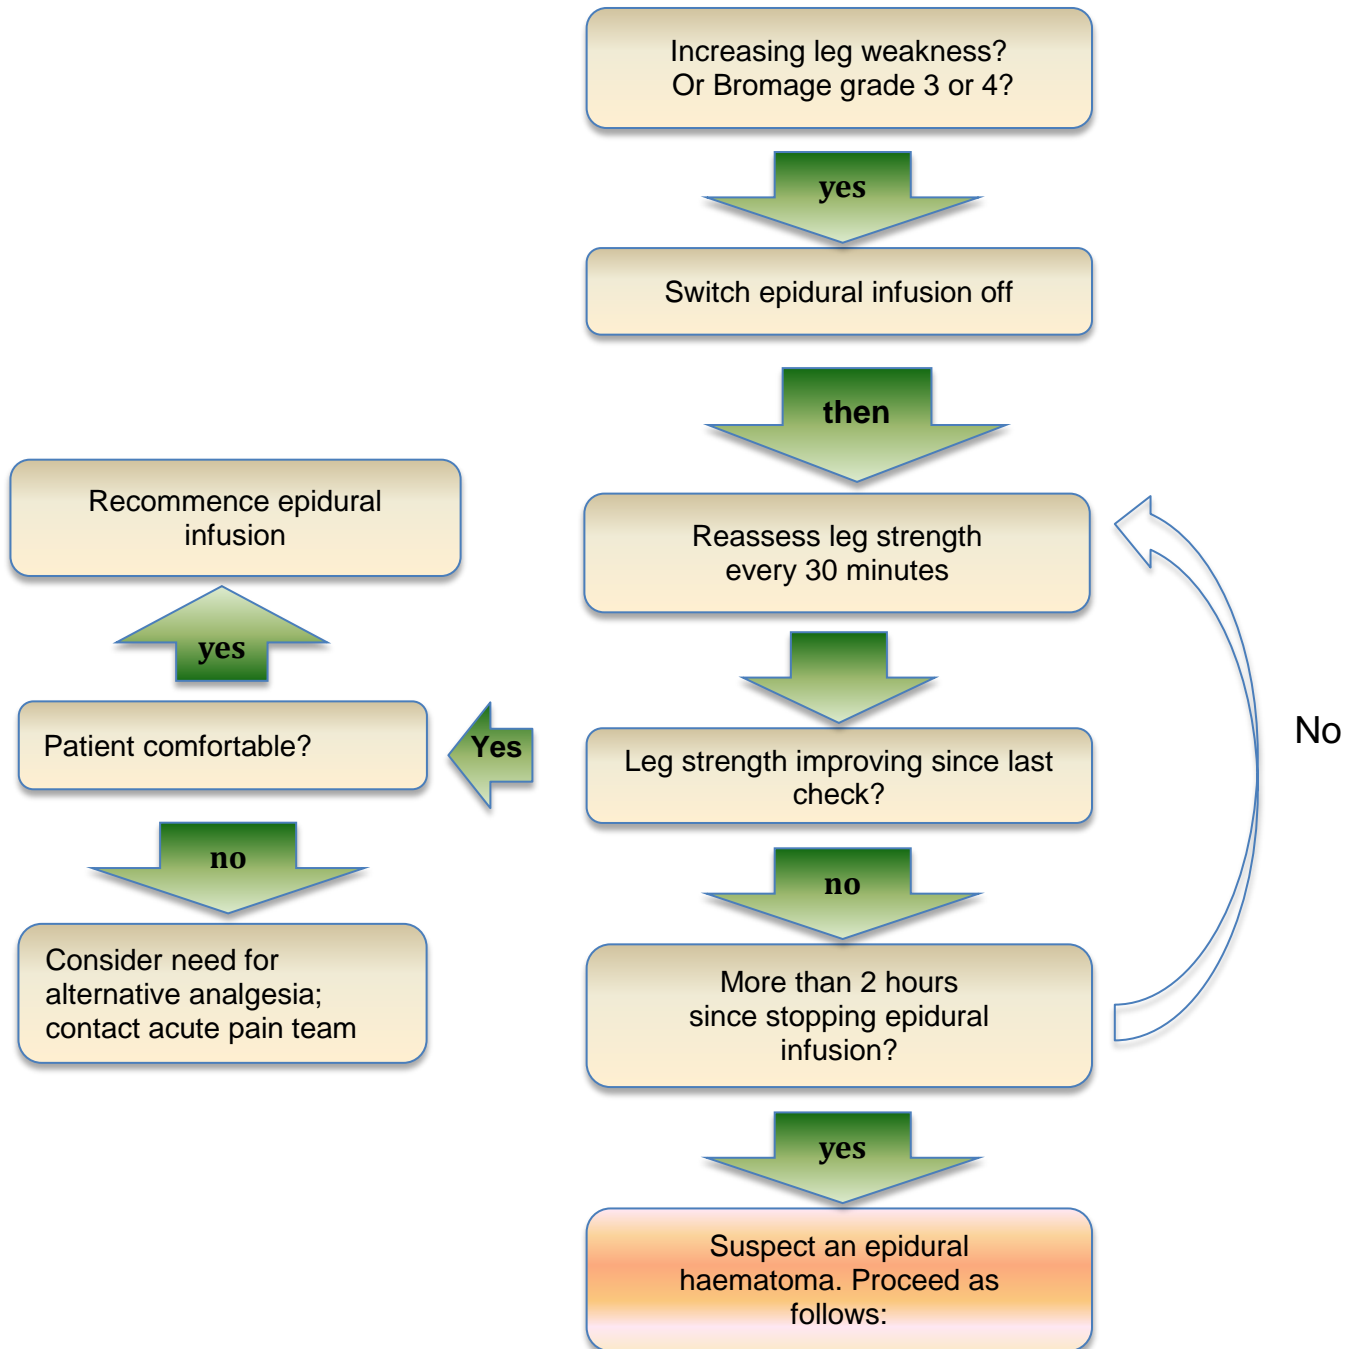 Increasing leg weakness?
Or Bromage grade 3 or 4?
yes
Switch epidural infusion off
then
Reassess leg strength
every 30 minutes
Recommence epidural
infusion
yes
Patient comfortable?
Yes
Leg strength improving since last
check?
No
no
Consider need for
alternative analgesia;
contact acute pain team
no
More than 2 hours
since stopping epidural
infusion?
yes
Suspect an epidural
haematoma. Proceed as
follows: